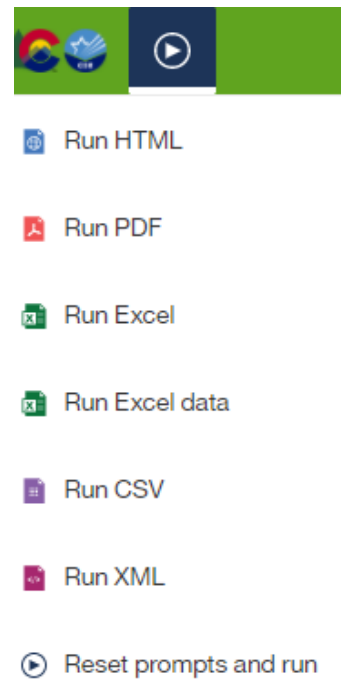 Run HTML
Run PDF
Run Excel
Run Excel data
Run CSV
Run XML
Reset prompts and run